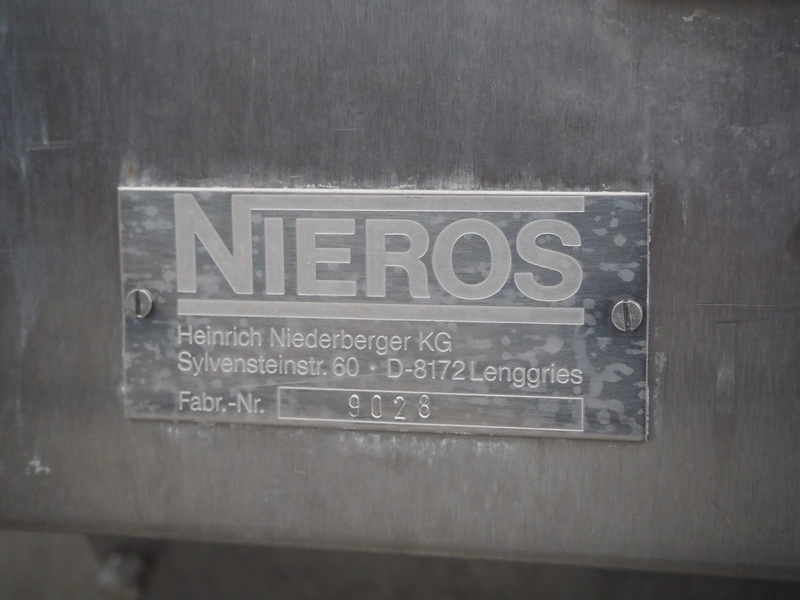 NIEROS
Heinrich Niederberger KG
Sylvensteinstr. 60 · D-8172 Lenggries
Fabr.-Nr. 9028